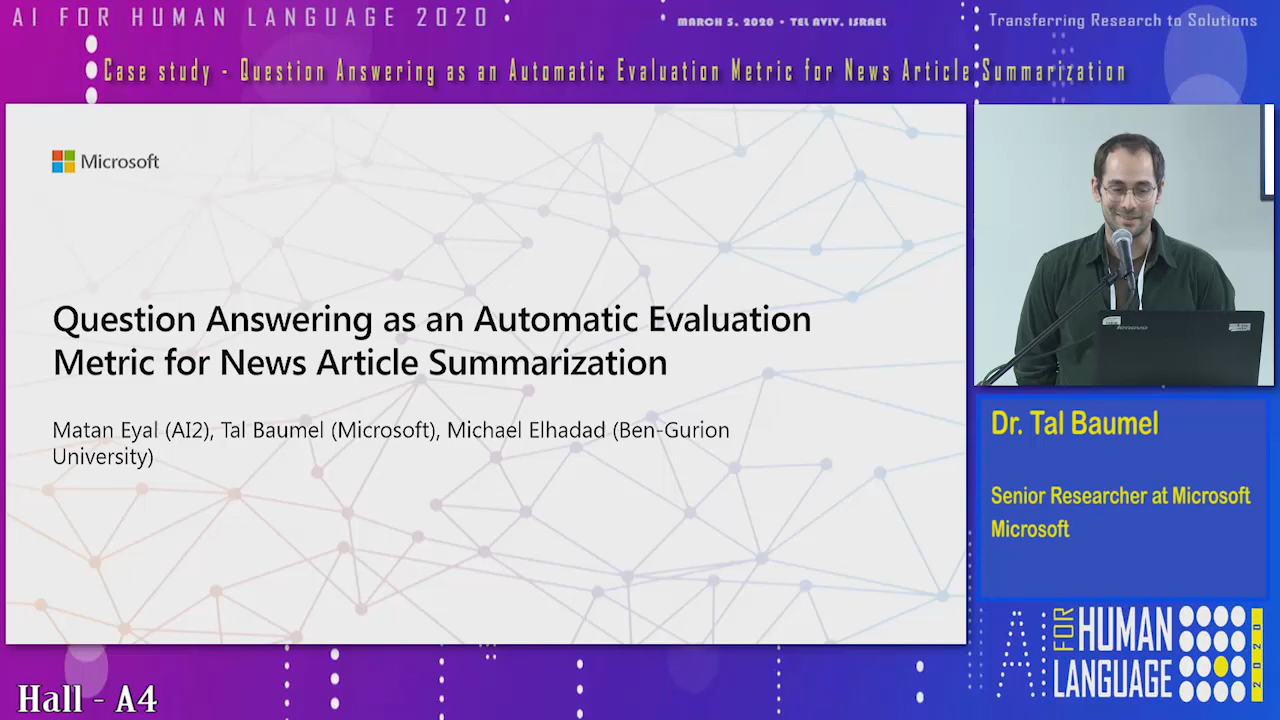 AI FOR HUMAN LANGUAGE 2020
MARCH 5, 2020 • TEL AVIV, ISRAEL
Transferring Research to Solutions
Case study - Question Answering as an Automatic Evaluation Metric for News Article Summarization
Microsoft
Question Answering as an Automatic Evaluation
Metric for News Article Summarization
Matan Eyal (AI2), Tal Baumel (Microsoft), Michael Elhadad (Ben-Gurion
University)
lenovo
Dr. Tal Baumel
Senior Researcher at Microsoft
Microsoft
AI FOR HUMAN
LANGUAGE
2020
Hall - A4